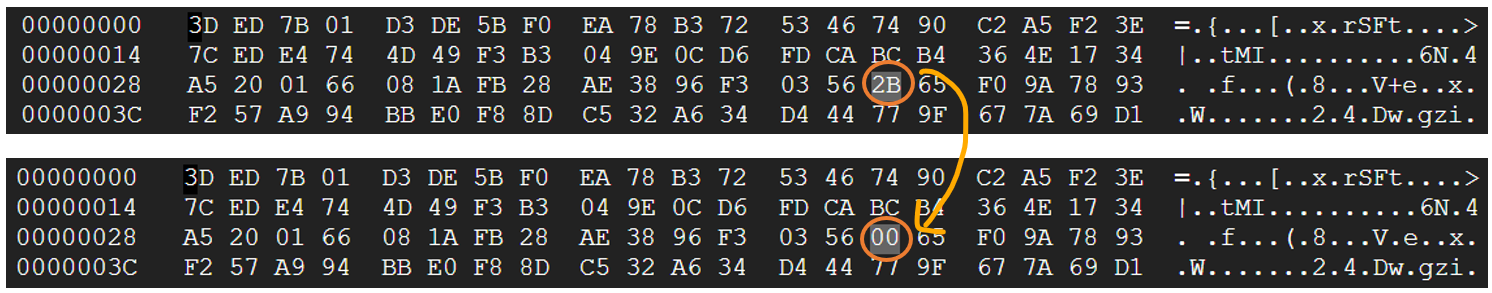 00000000 3D ED 7B 01 D3 DE 5B F0 EA 78 B3 72 53 46 74 90 C2 A5 F2 3E =.{...[..x.rSFt....>
00000014 7C ED E4 74 4D 49 F3 B3 04 9E 0C D6 FD CA BC B4 36 4E 17 34 |..tMI..........6N.4
00000028 A5 20 01 66 08 1A FB 28 AE 38 96 F3 03 56 2B 65 F0 9A 78 93 . .f...(.8...V+e..x.
0000003C F2 57 A9 94 BB E0 F8 8D C5 32 A6 34 D4 44 77 9F 67 7A 69 D1 .W.......2.4.Dw.gzi.
00000000 3D ED 7B 01 D3 DE 5B F0 EA 78 B3 72 53 46 74 90 C2 A5 F2 3E =.{...[..x.rSFt....>
00000014 7C ED E4 74 4D 49 F3 B3 04 9E 0C D6 FD CA BC B4 36 4E 17 34 |..tMI..........6N.4
00000028 A5 20 01 66 08 1A FB 28 AE 38 96 F3 03 56 00 65 F0 9A 78 93 . .f...(.8...V.e..x.
0000003C F2 57 A9 94 BB E0 F8 8D C5 32 A6 34 D4 44 77 9F 67 7A 69 D1 .W.......2.4.Dw.gzi.